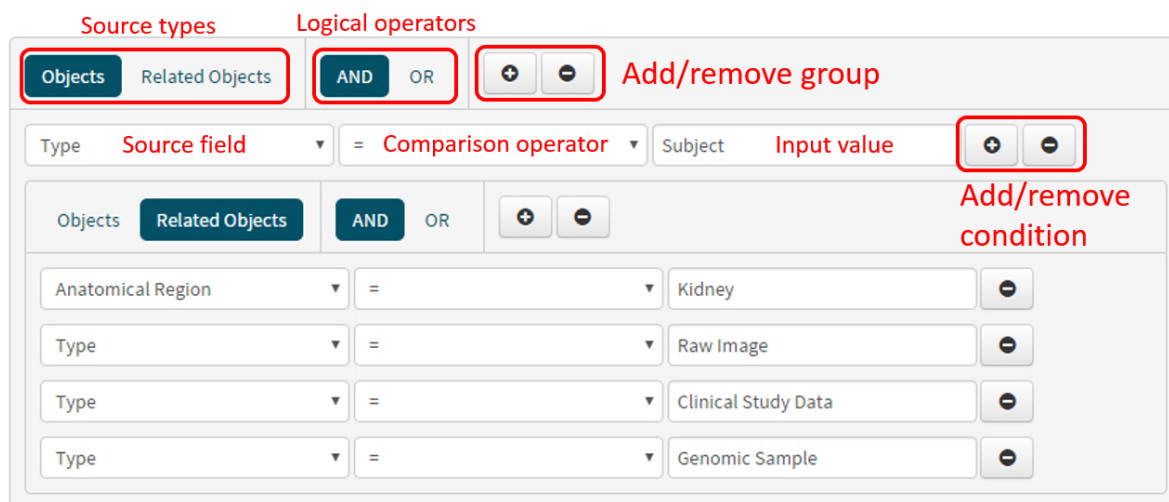 Source types Logical operators
Objects Related Objects AND OR Add/remove group
Type Source field = Comparison operator Subject Input value
Add/remove
condition
Objects Related Objects AND OR
Anatomical Region = Kidney
Type = Raw Image
Type = Clinical Study Data
Type = Genomic Sample